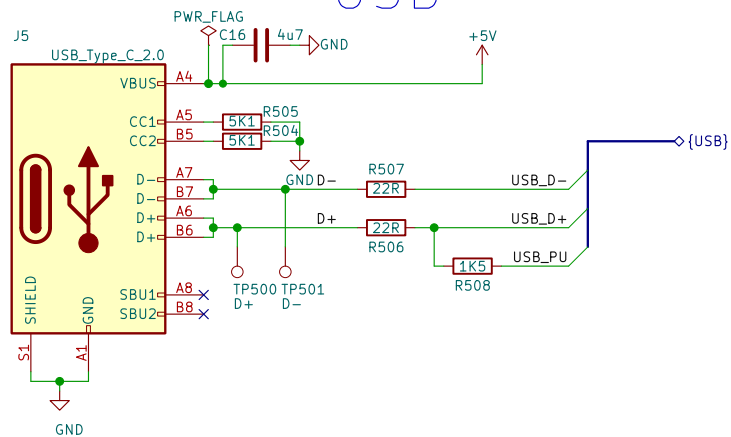 USB
PWR_FLAG
J5
C16 4u7
GND
+5V
USB_Type_C_2.0
VBUS A4
CC1 A5 5K1 R505
CC2 B5 5K1 R504
{USB}
GND
D- A7
D- R507 22R USB_D-
D- B7
D+ A6
D+ 22R R506 USB_D+
D+ B6
USB_PU
1K5
R508
TP500 TP501
D+ D-
SBU1 A8
SBU2 B8
SHIELD GND
S1 A1
GND